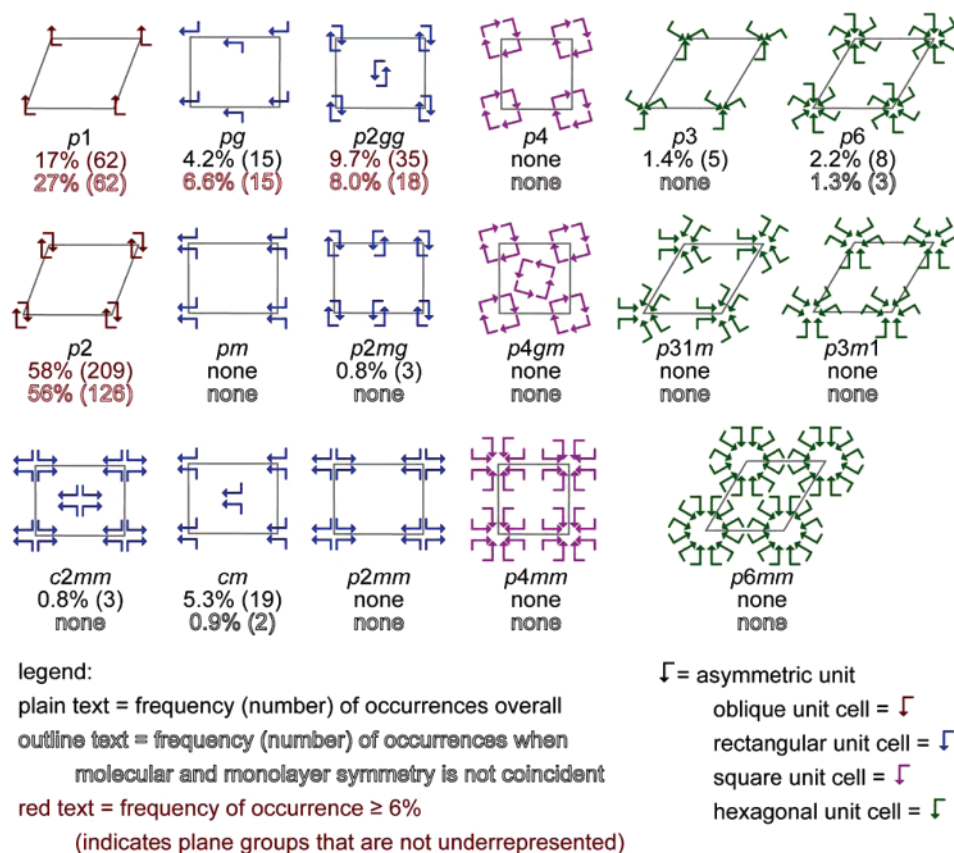 p1 pg p2gg p4 p3 p6
17% (62) 4.2% (15) 9.7% (35) none 1.4% (5) 2.2% (8)
27% (62) 6.6% (15) 8.0% (18) none none 1.3% (3)
p2 pm p2mg p4gm p31m p3m1
58% (209) none 0.8% (3) none none none
56% (126) none none none none none
c2mm cm p2mm p4mm p6mm
0.8% (3) 5.3% (19) none none none
none 0.9% (2) none none none
legend:
plain text = frequency (number) of occurrences overall
outline text = frequency (number) of occurrences when
molecular and monolayer symmetry is not coincident
red text = frequency of occurrence ≥ 6%
(indicates plane groups that are not underrepresented)
= asymmetric unit
oblique unit cell =
rectangular unit cell =
square unit cell =
hexagonal unit cell =